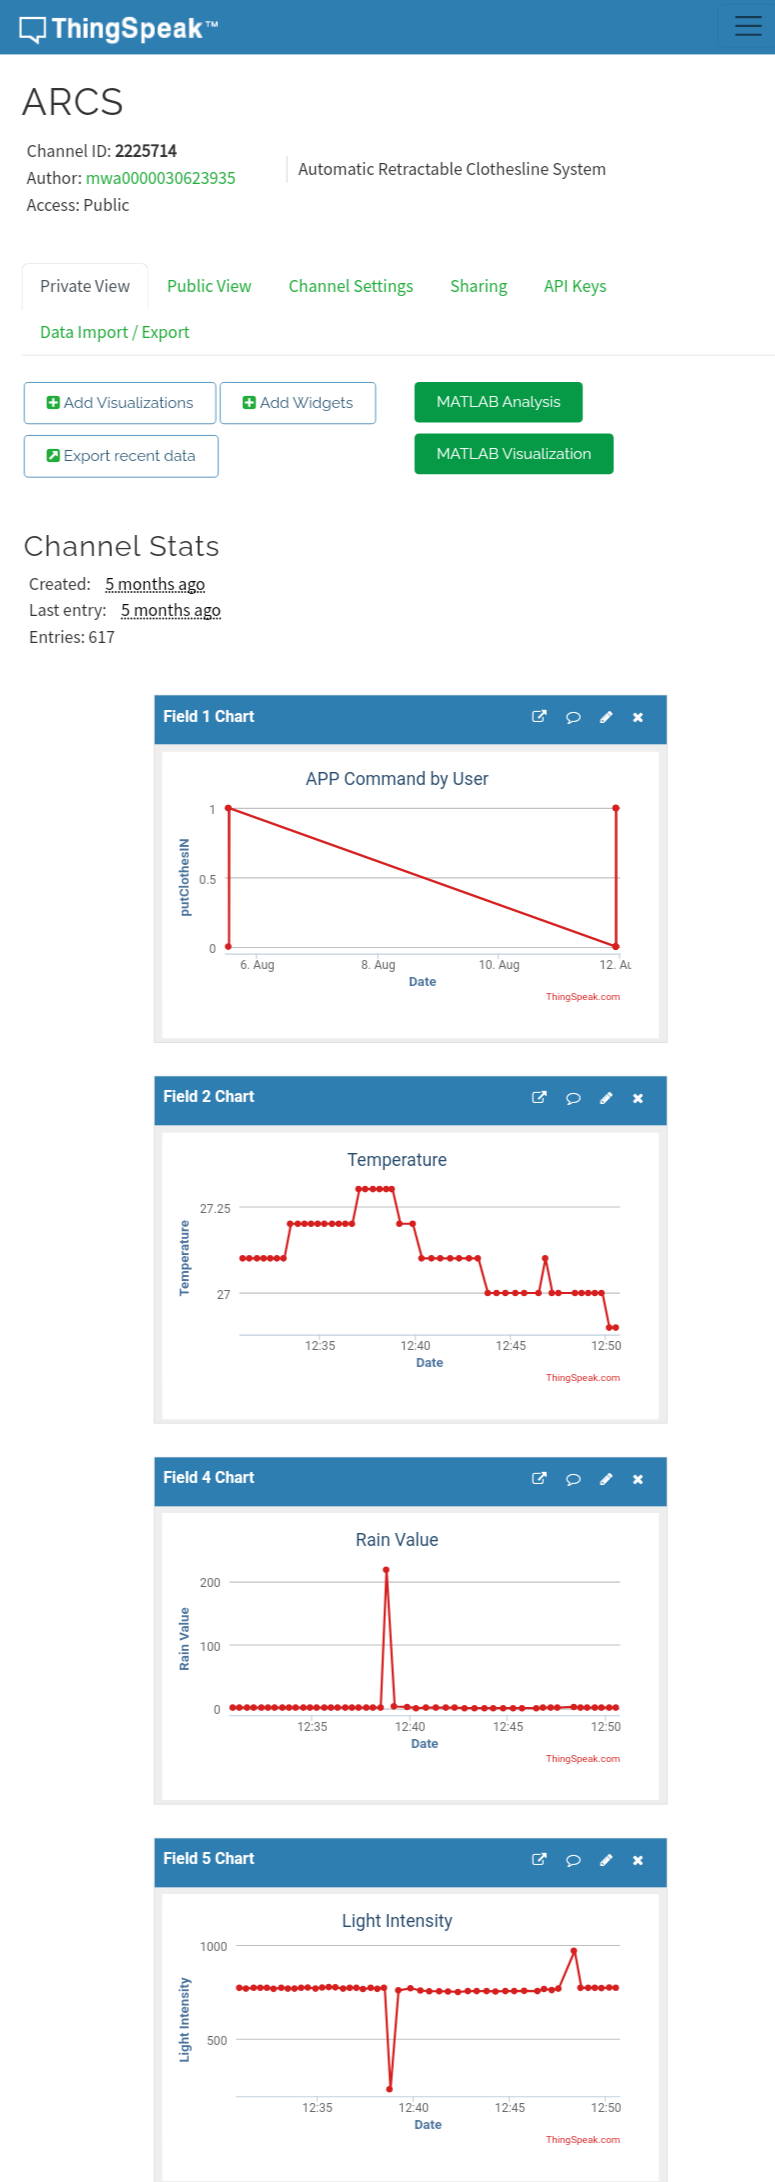 ThingSpeak™
ARCS
Channel ID: 2225714
Author: mwa0000030623935
Access: Public
Automatic Retractable Clothesline System
Private View Public View Channel Settings Sharing API Keys
Data Import / Export
Add Visualizations Add Widgets MATLAB Analysis
Export recent data MATLAB Visualization
Channel Stats
Created: 5 months ago
Last entry: 5 months ago
Entries: 617
Field 1 Chart
APP Command by User
putClothesIN
1
0.5
0
6. Aug 8. Aug 10. Aug 12. Au
Date
ThingSpeak.com
Field 2 Chart
Temperature
Temperature
27.25
27
12:35 12:40 12:45 12:50
Date
ThingSpeak.com
Field 4 Chart
Rain Value
Rain Value
200
100
0
12:35 12:40 12:45 12:50
Date
ThingSpeak.com
Field 5 Chart
Light Intensity
Light Intensity
1000
500
12:35 12:40 12:45 12:50
Date
ThingSpeak.com